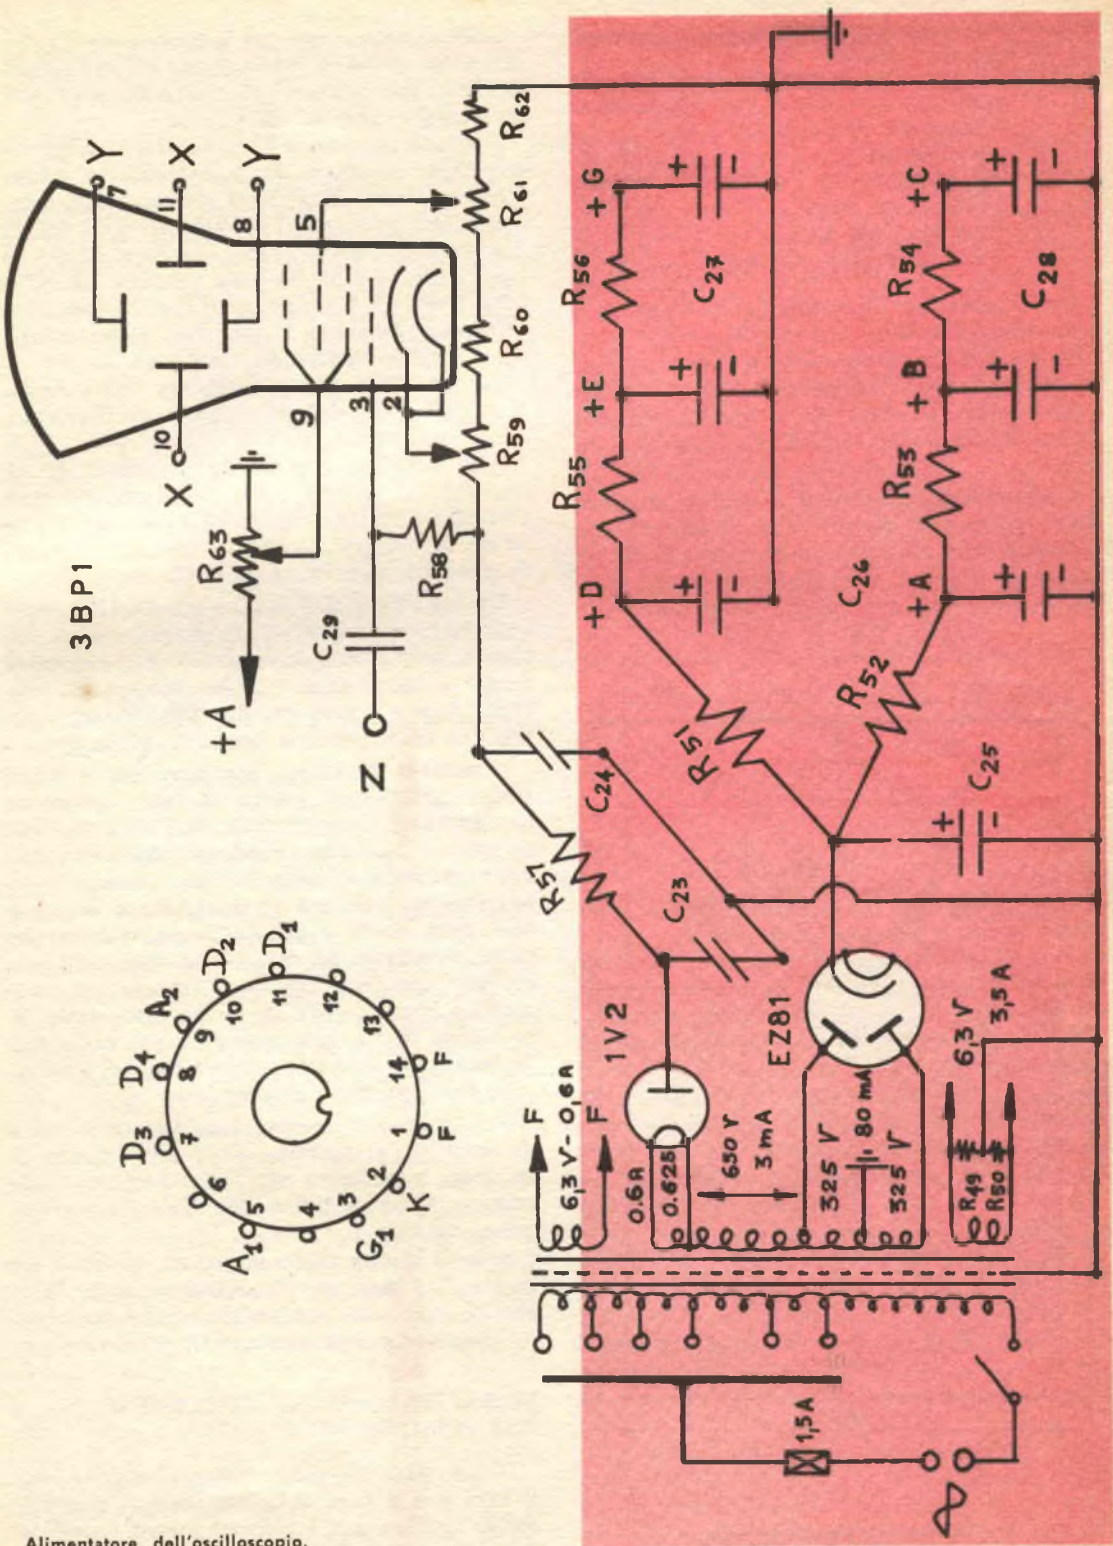 3BP1
Y
7
X
11
Y
8
5
X
10
9
3
2
R63
+A
C29
Z
R58
R59
R60
R61
R62
R57
C24
C23
R51
R52
+D
R55
+E
R56
+G
C27
C26
+A
R53
+B
R54
+C
C28
C25
+
-
+
-
+
-
+
-
+
-
+
-
+
-
D3
D4
A2
D2
D1
7
8
9
10
11
12
13
14
F
1
F
2
K
3
G1
4
5
A1
6
F
6,3 V - 0,6A
F
1V2
0.6A
0.625
650 V
3 mA
EZ81
325 V
80 mA
325 V
6,3 V
3,5 A
R49
R50
1,5A
Alimentatore dell'oscilloscopio.